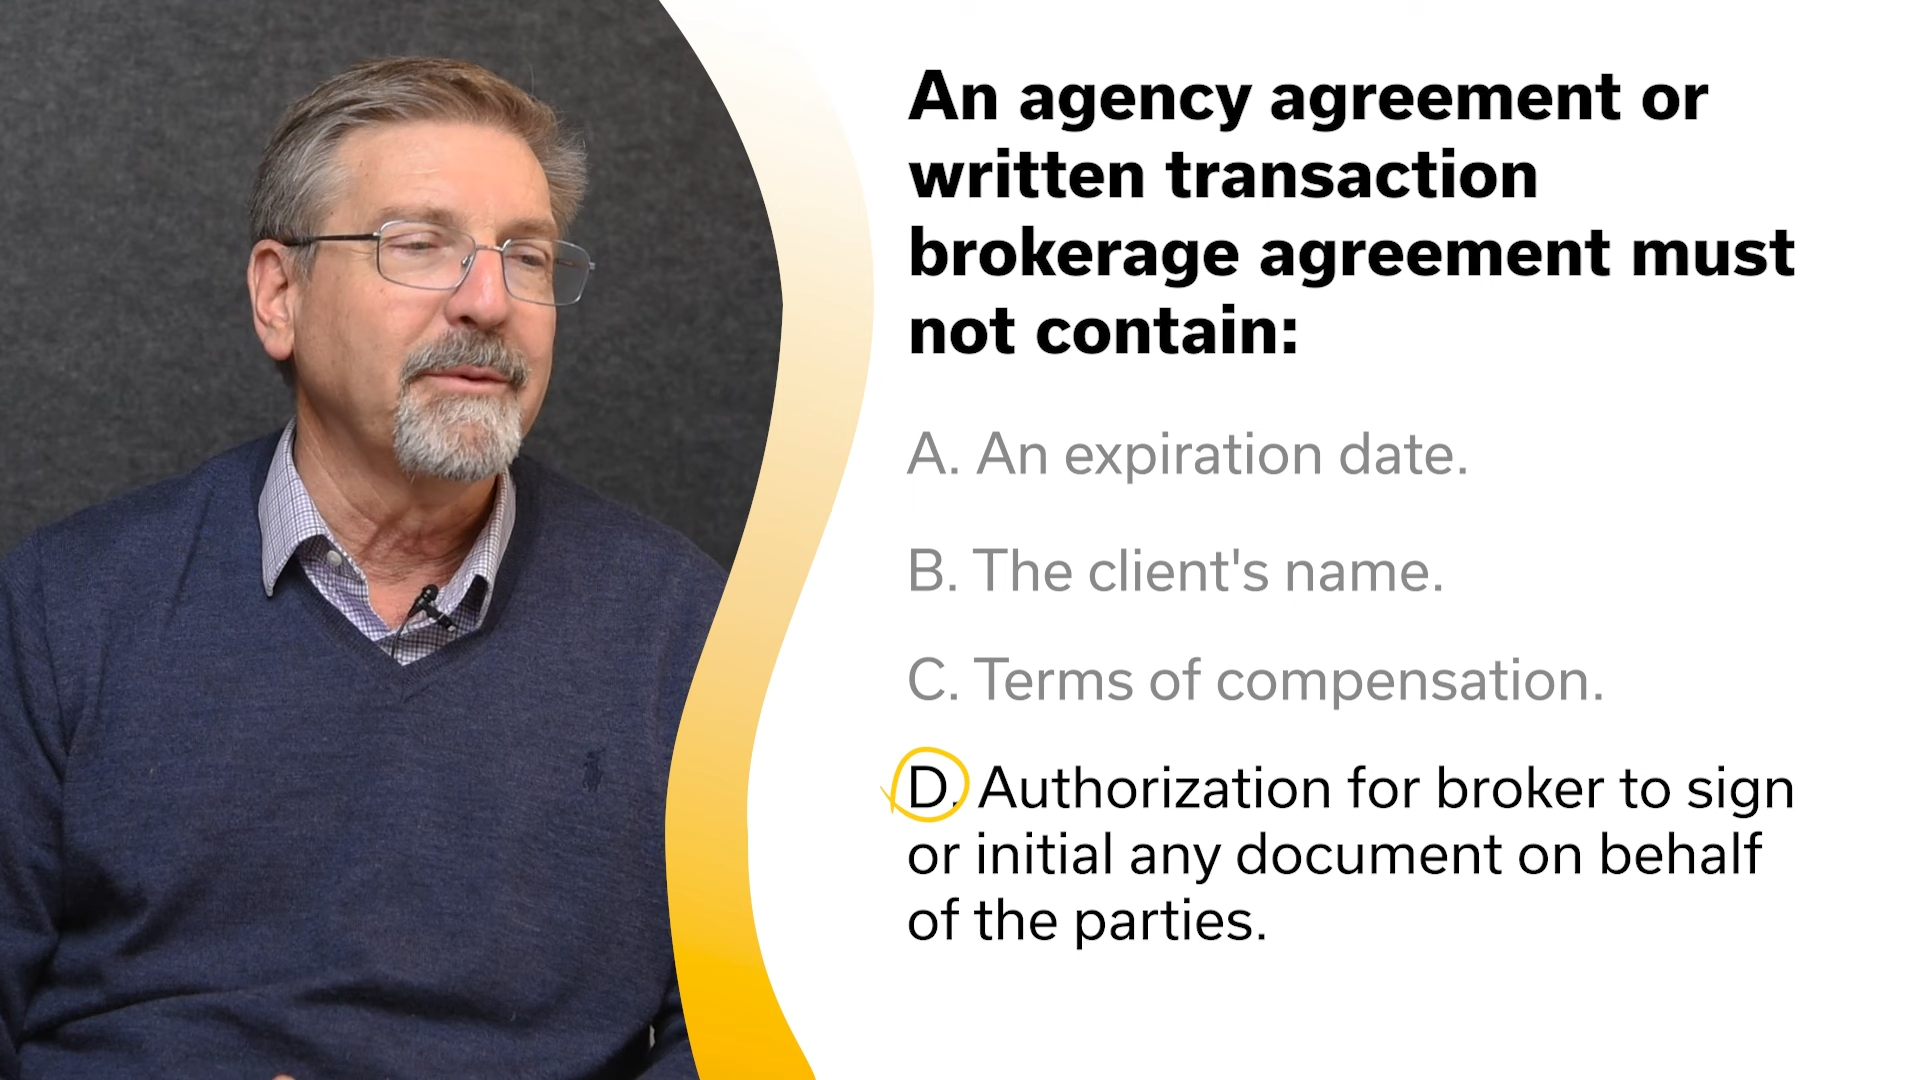 An agency agreement or
written transaction
brokerage agreement must
not contain:
A. An expiration date.
B. The client's name.
C. Terms of compensation.
D. Authorization for broker to sign
or initial any document on behalf
of the parties.